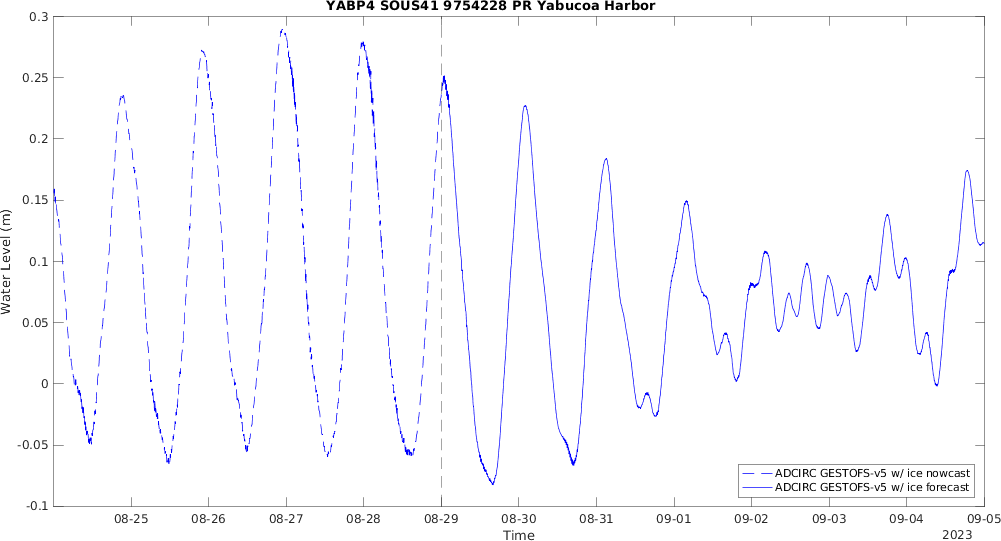 YABP4 SOUS41 9754228 PR Yabucoa Harbor
0.3
0.25
0.2
0.15
0.1
0.05
0
-0.05
-0.1
Water Level (m)
ADCIRC GESTOFS-v5 w/ ice nowcast
ADCIRC GESTOFS-v5 w/ ice forecast
08-25 08-26 08-27 08-28 08-29 08-30 08-31 09-01 09-02 09-03 09-04 09-05
Time
2023